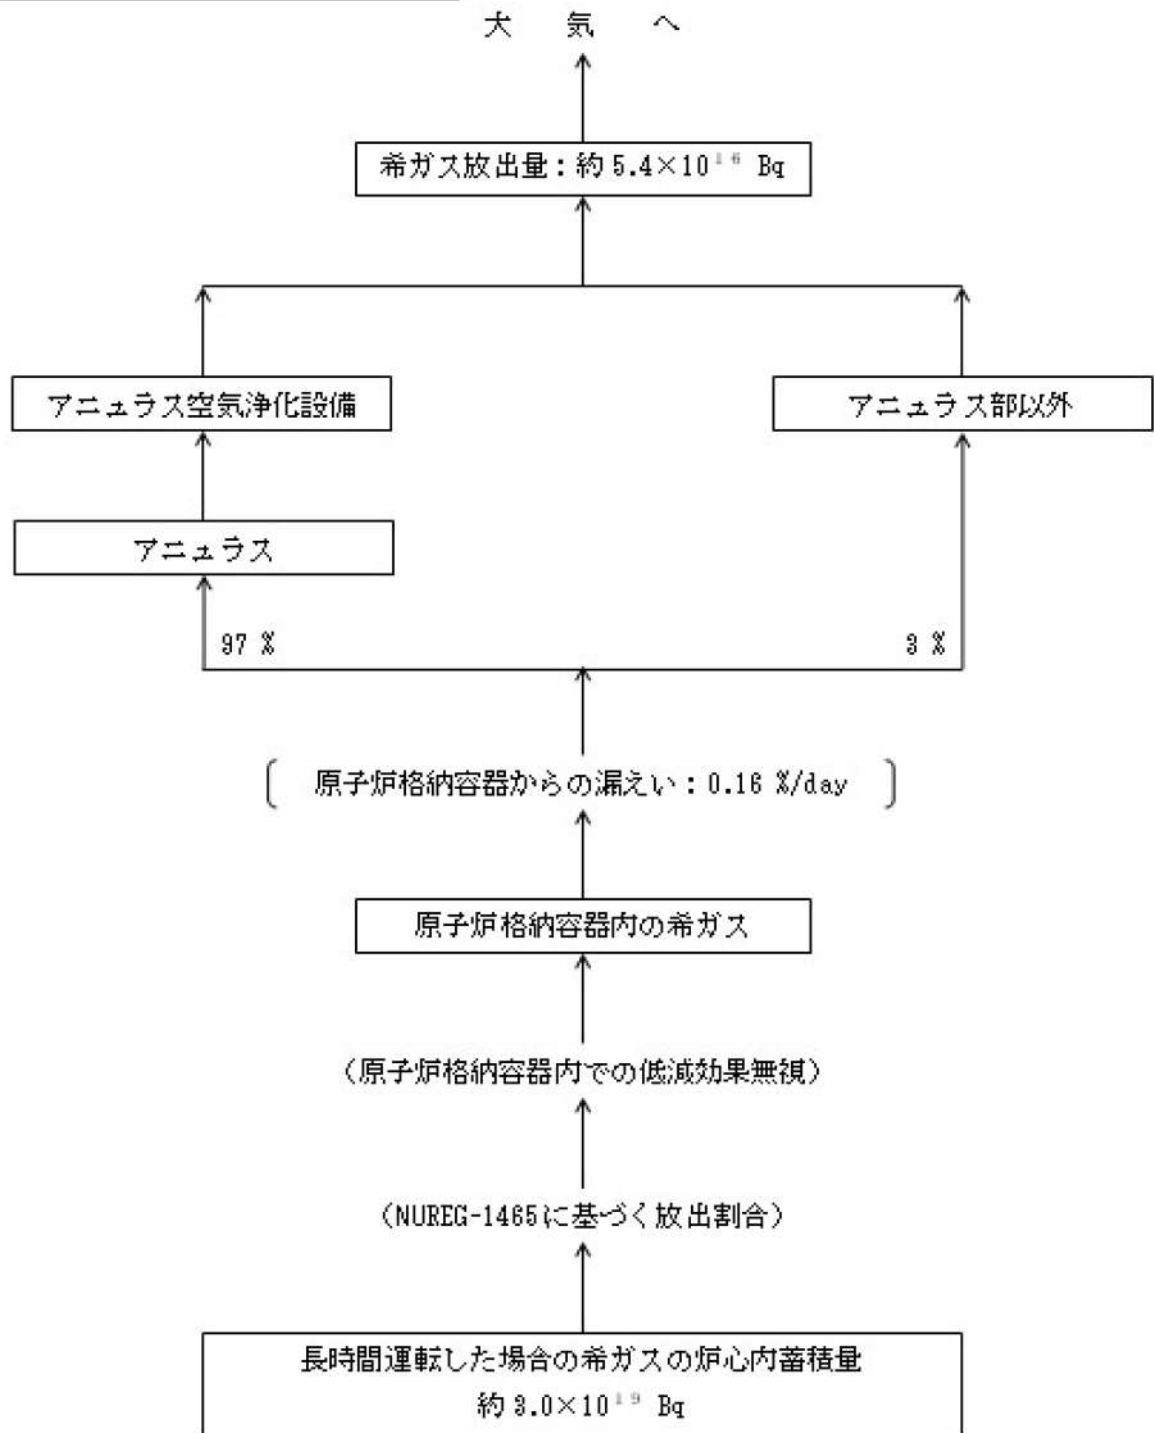 大 気 へ
希ガス放出量：約 5.4×10¹⁶ Bq
アニュラス空気浄化設備
アニュラス部以外
アニュラス
97 %
3 %
〔 原子炉格納容器からの漏えい：0.16 %/day 〕
原子炉格納容器内の希ガス
（原子炉格納容器内での低減効果無視）
（NUREG-1465に基づく放出割合）
長時間運転した場合の希ガスの炉心内蓄積量
約 3.0×10¹⁹ Bq